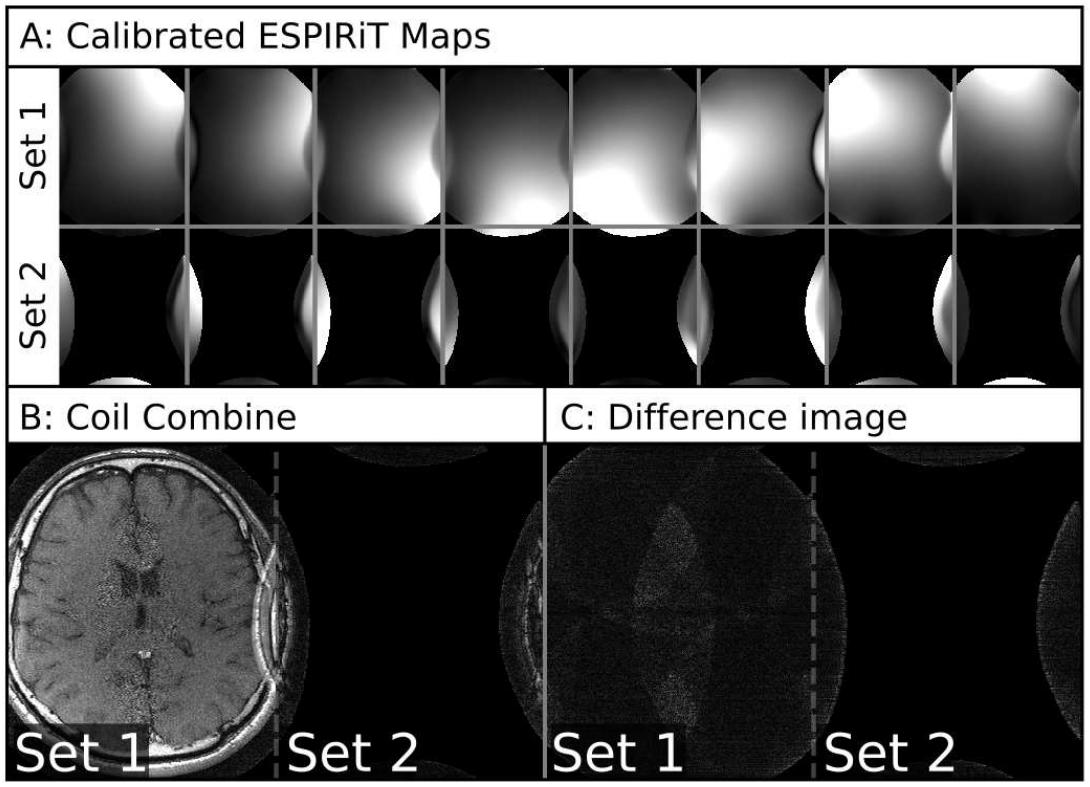 A: Calibrated ESPIRiT Maps
Set 1
Set 2
B: Coil Combine
C: Difference image
Set 1
Set 2
Set 1
Set 2